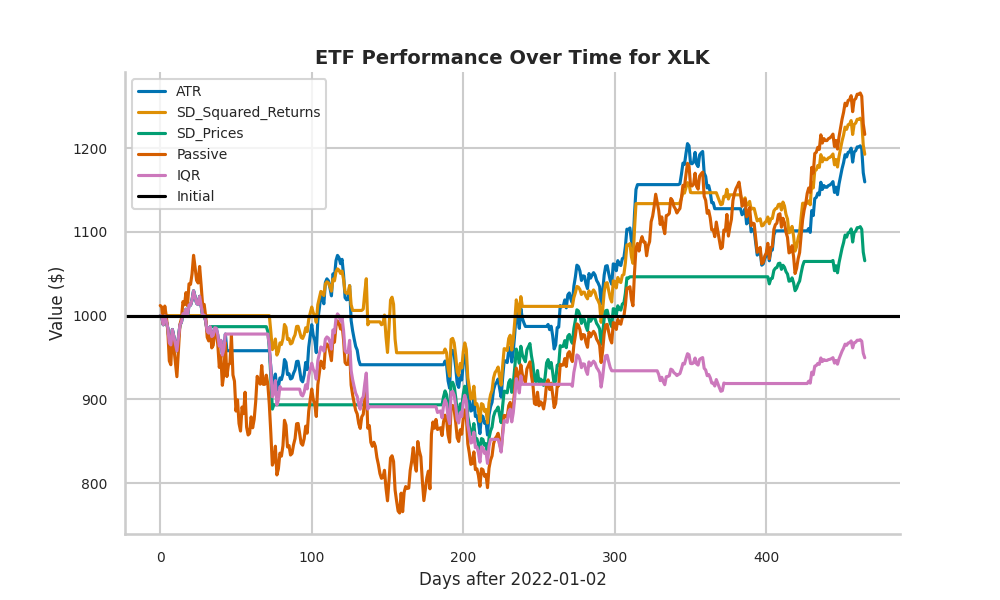 ETF Performance Over Time for XLK
ATR
SD_Squared_Returns
SD_Prices
Passive
IQR
Initial
Value ($)
1200
1100
1000
900
800
0 100 200 300 400
Days after 2022-01-02